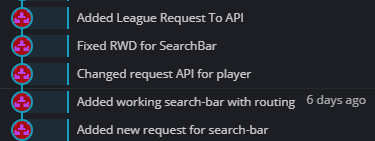 Added League Request To API
Fixed RWD for SearchBar
Changed request API for player
Added working search-bar with routing 6 days ago
Added new request for search-bar